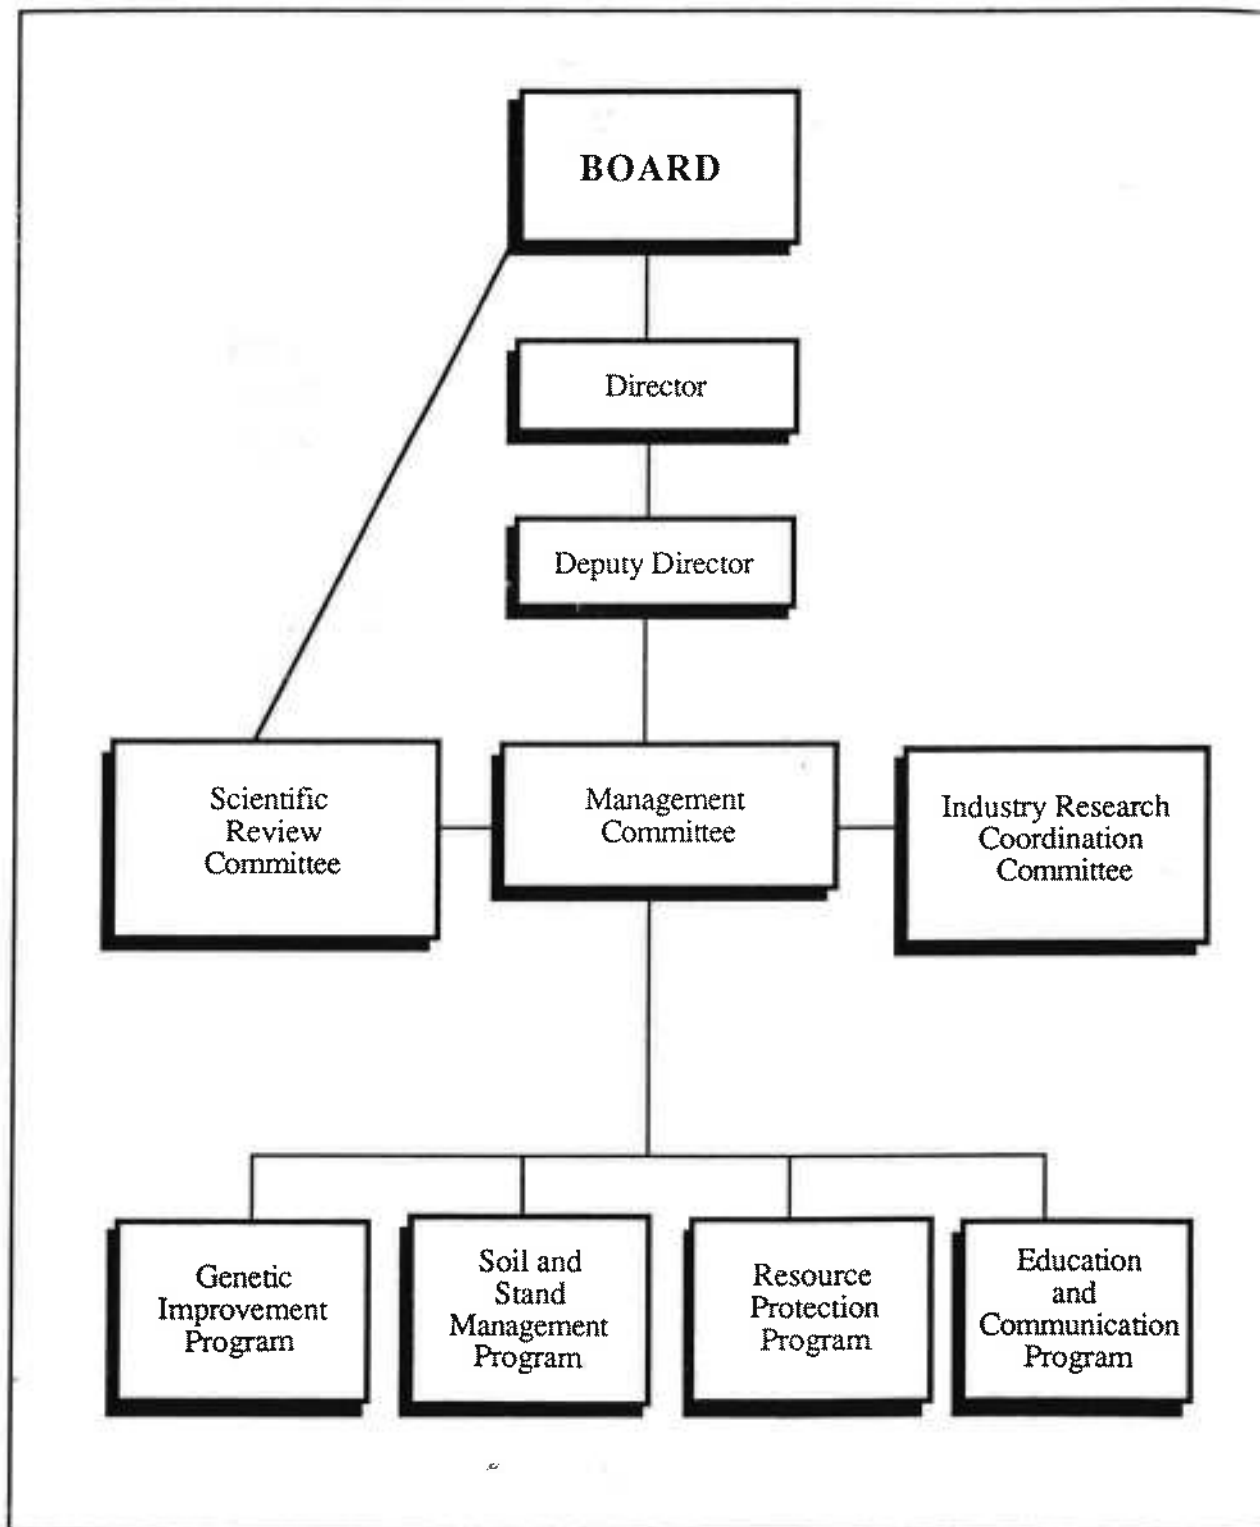 BOARD
Director
Deputy Director
Scientific
Review
Committee
Management
Committee
Industry Research
Coordination
Committee
Genetic
Improvement
Program
Soil and
Stand
Management
Program
Resource
Protection
Program
Education
and
Communication
Program